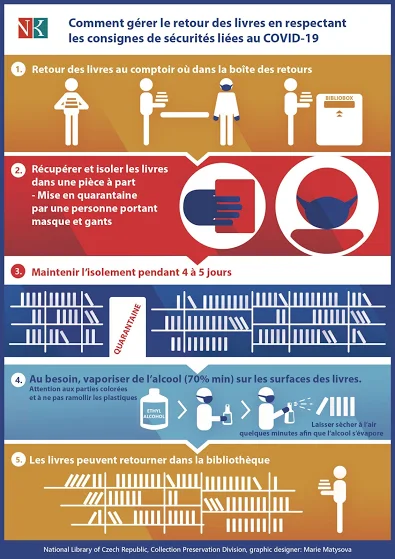 NK
Comment gérer le retour des livres en respectant
les consignes de sécurités liées au COVID-19
1. Retour des livres au comptoir où dans la boîte des retours
BIBLIOBOX
2. Récupérer et isoler les livres
dans une pièce à part
- Mise en quarantaine
par une personne portant
masque et gants
3. Maintenir l'isolement pendant 4 à 5 jours
QUARANTAINE
4. Au besoin, vaporiser de l'alcool (70% min) sur les surfaces des livres.
Attention aux parties colorées
et à ne pas ramollir les plastiques
ETHYL
ALCOHOL
Laisser sécher à l'air
quelques minutes afin que l'alcool s'évapore
5. Les livres peuvent retourner dans la bibliothèque
National Library of Czech Republic, Collection Preservation Division, graphic designer: Marie Matysova